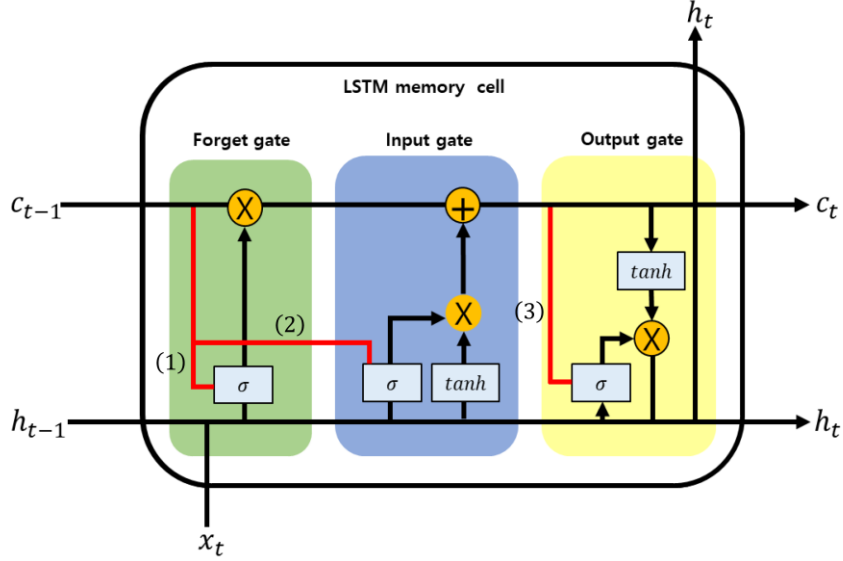 h_t
LSTM memory cell
Forget gate
Input gate
Output gate
c_{t-1}
X
+
c_t
tanh
(2)
X
(3)
X
(1)
σ
σ
tanh
σ
h_{t-1}
h_t
x_t